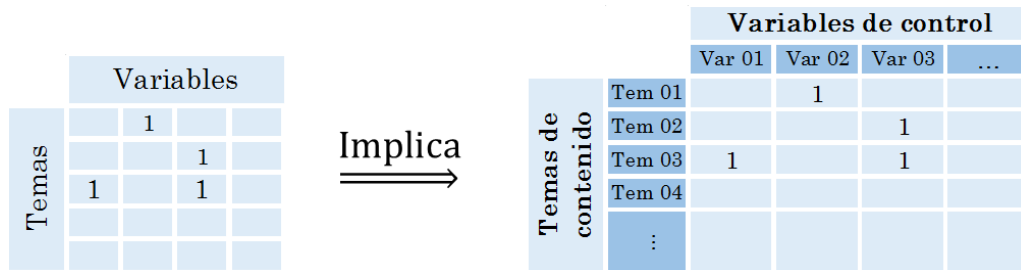 Variables
Temas
1
1
1 1
Implica
Variables de control
Var 01 Var 02 Var 03 ...
Temas de
contenido
Tem 01 1
Tem 02 1
Tem 03 1 1
Tem 04
⋮